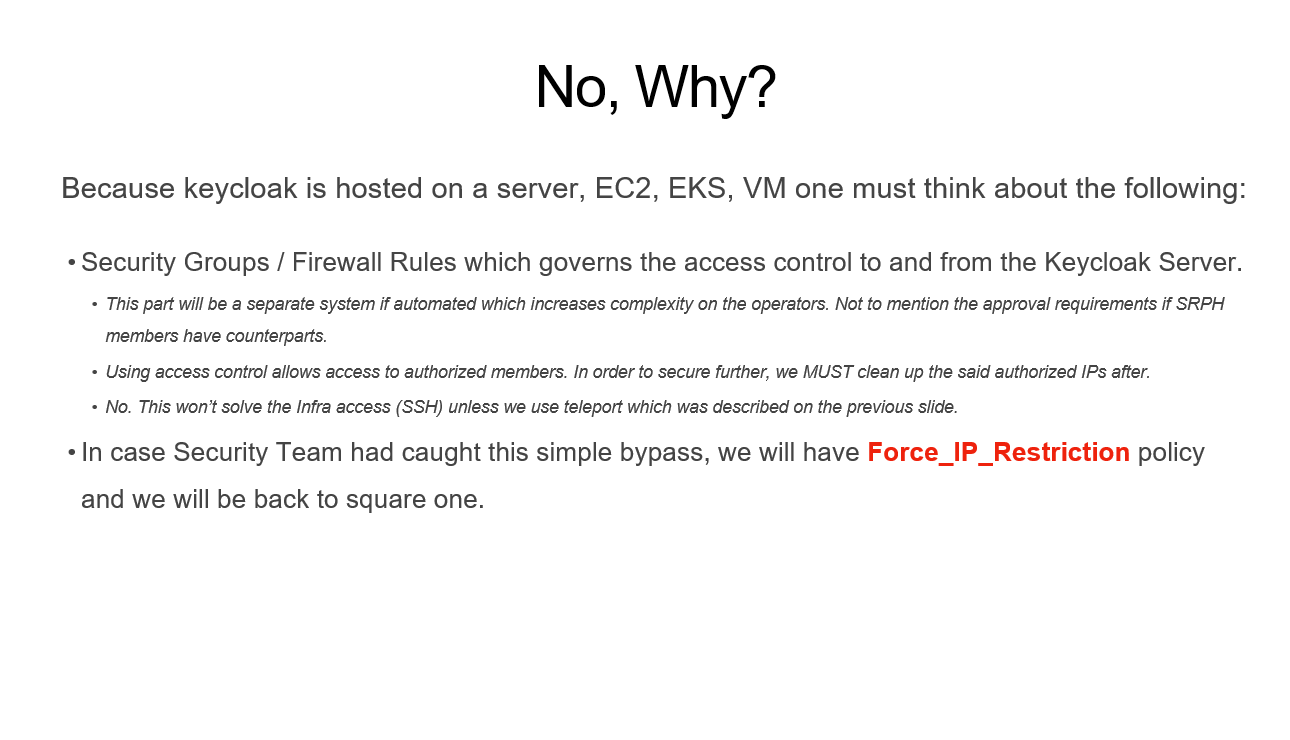 No, Why?
Because keycloak is hosted on a server, EC2, EKS, VM one must think about the following:
• Security Groups / Firewall Rules which governs the access control to and from the Keycloak Server.
• This part will be a separate system if automated which increases complexity on the operators. Not to mention the approval requirements if SRPH
members have counterparts.
• Using access control allows access to authorized members. In order to secure further, we MUST clean up the said authorized IPs after.
• No. This won’t solve the Infra access (SSH) unless we use teleport which was described on the previous slide.
• In case Security Team had caught this simple bypass, we will have Force_IP_Restriction policy
and we will be back to square one.